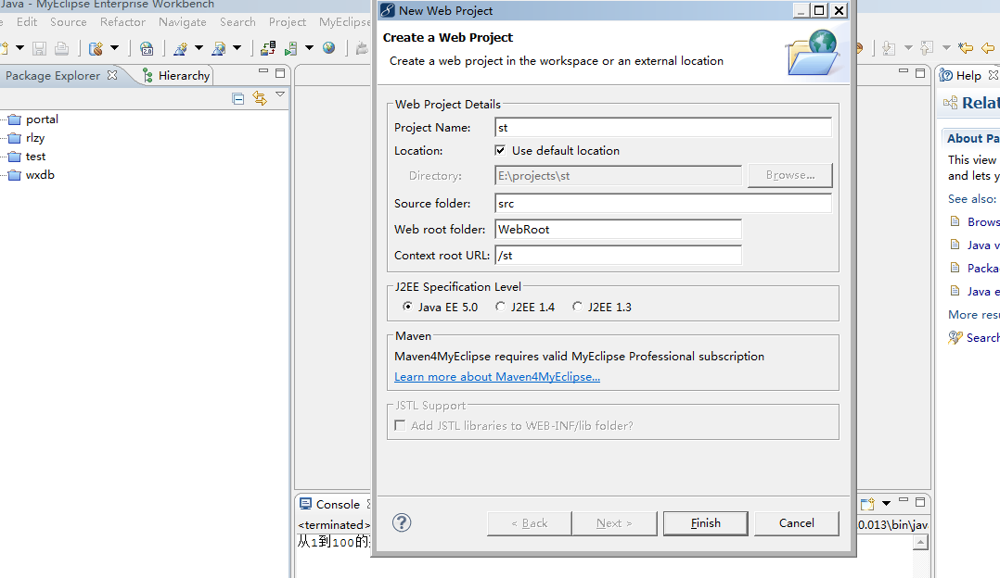 Java - MyEclipse Enterprise Workbench
Edit Source Refactor Navigate Search Project MyEclipse
Package Explorer
Hierarchy
portal
rlzy
test
wxdb
New Web Project
Create a Web Project
Create a web project in the workspace or an external location
Web Project Details
Project Name: st
Location: Use default location
Directory: E:\projects\st Browse...
Source folder: src
Web root folder: WebRoot
Context root URL: /st
J2EE Specification Level
Java EE 5.0 J2EE 1.4 J2EE 1.3
Maven
Maven4MyEclipse requires valid MyEclipse Professional subscription
Learn more about Maven4MyEclipse...
JSTL Support
Add JSTL libraries to WEB-INF/lib folder?
? < Back Next > Finish Cancel
Console
<terminated>
.0.013\bin\java
从1到100的
Help
Relat
About Pa
This view
and lets y
See also:
Brows
Java v
Packa
Java e
More resu
Search